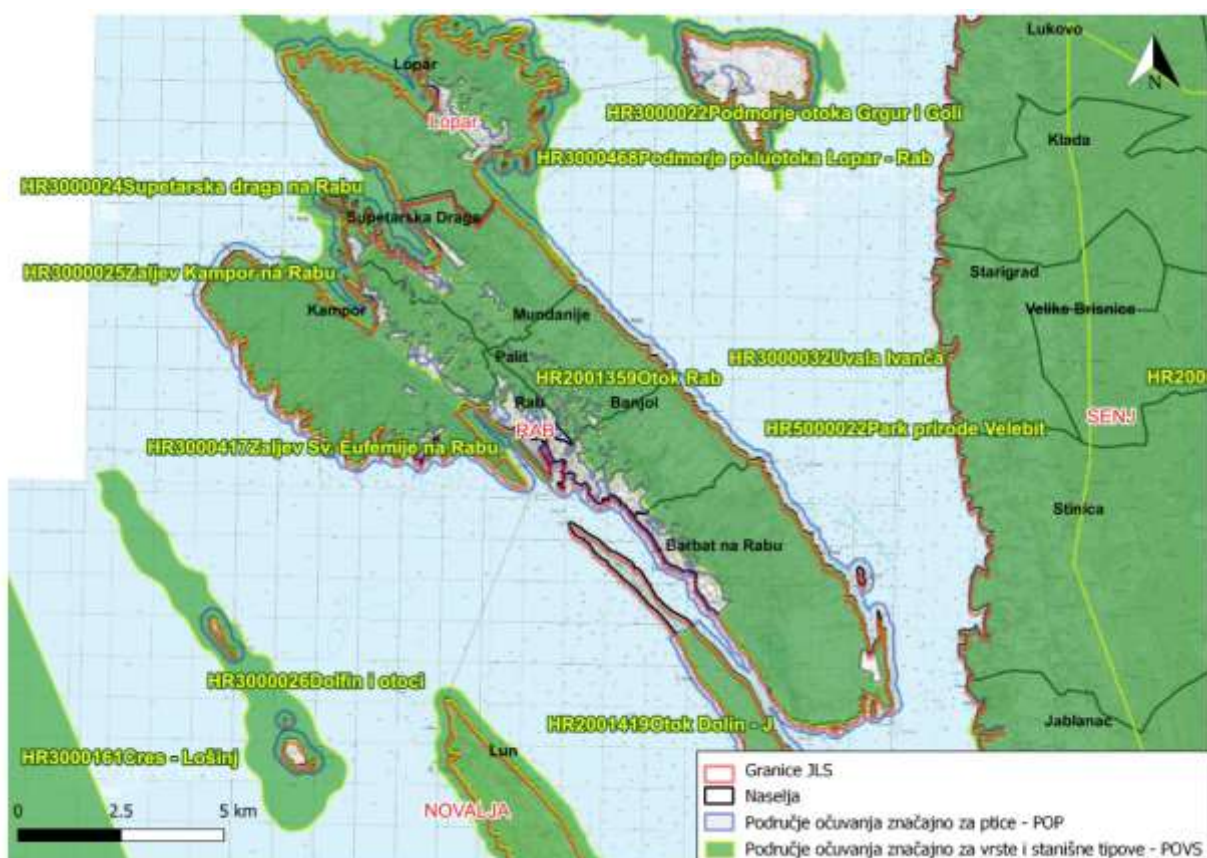 Lukovo
N
Lopar
Lopar
HR3000022Podmorje otoka Grgur i Goli
Klada
HR3000468Podmorje poluotoka Lopar - Rab
HR3000024Supetarska draga na Rabu
Supetarska Draga
HR3000025Zaljev Kampor na Rabu
Starigrad
Kampor
Mundanije
Velike Brisnice
Palit
HR3000032Uvala Ivanča
HR2001359Otok Rab
HR200
Rab
Banjol
RAB
HR5000022Park prirode Velebit
SENJ
HR3000417Zaljev Sv. Eufemije na Rabu
Stinica
Barbat na Rabu
HR3000026Dolfin i otoci
HR2001419Otok Dolin - J
Jablanac
HR3000161Cres - Lošinj
Lun
NOVALJA
0 2.5 5 km
Granice JLS
Naselja
Područje očuvanja značajno za ptice - POP
Područje očuvanja značajno za vrste i stanišne tipove - POVS